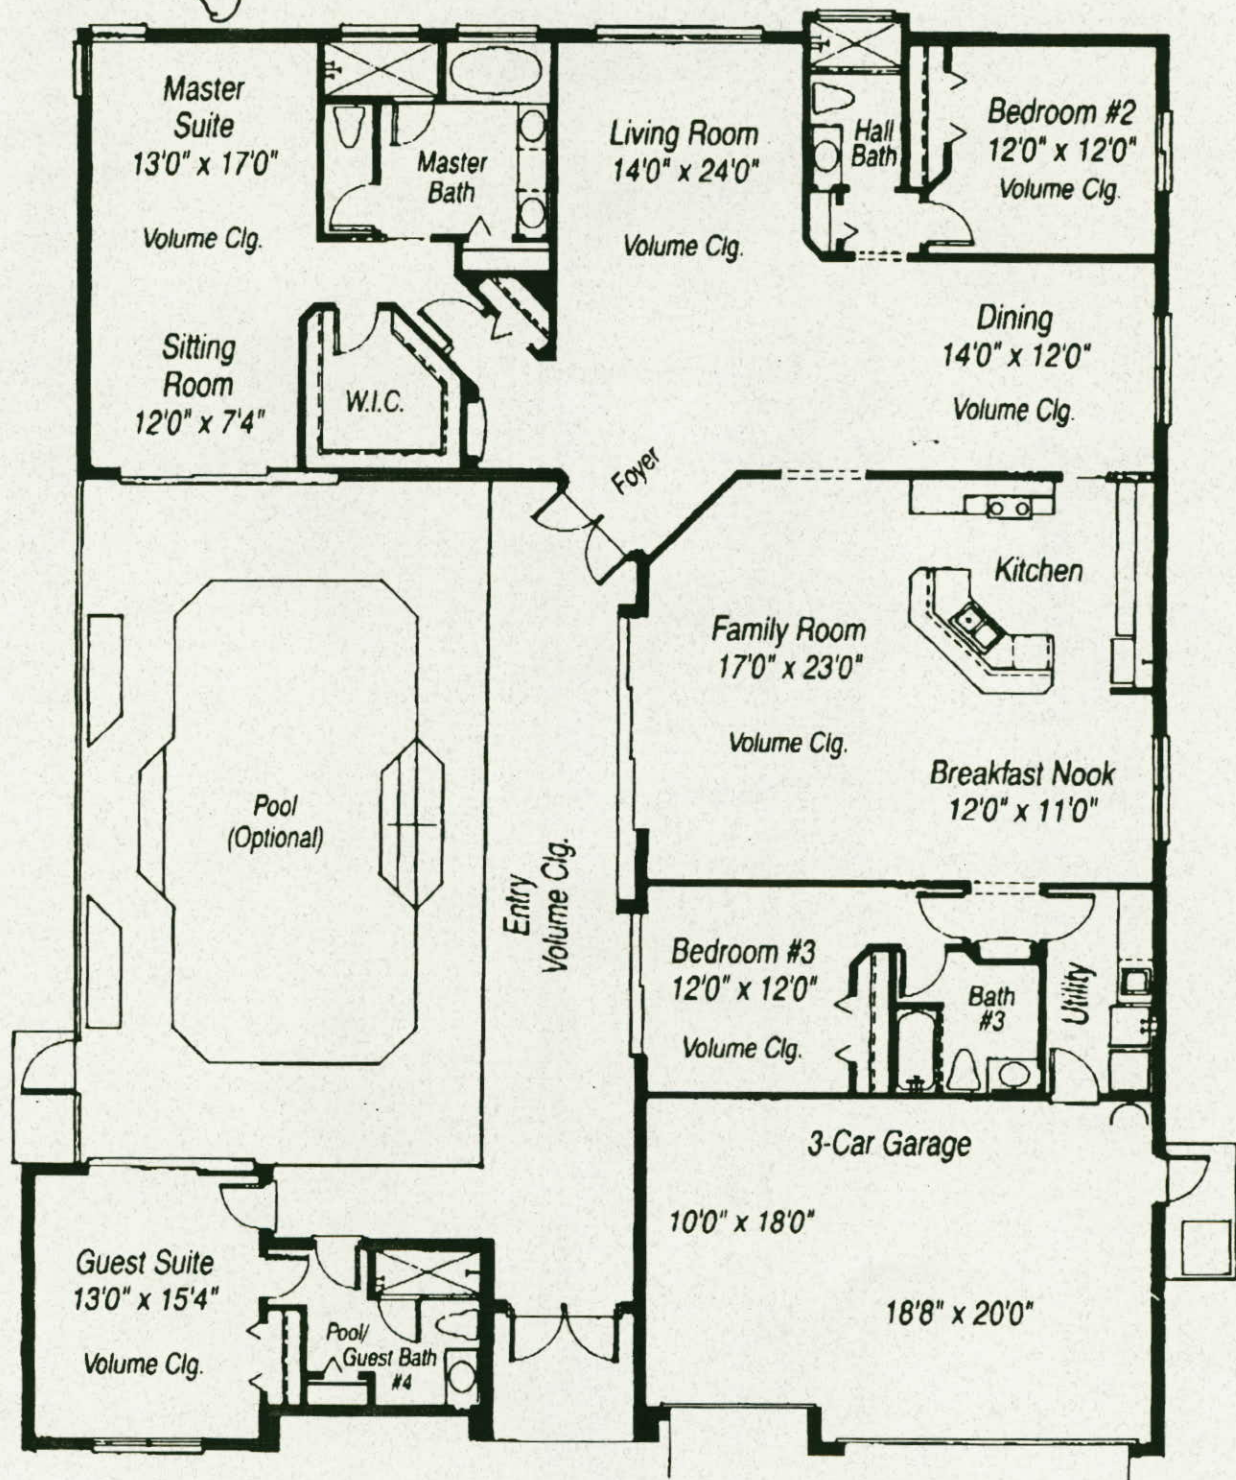 Master
Suite
13'0" x 17'0"
Volume Clg.
Sitting
Room
12'0" x 7'4"
Master
Bath
W.I.C.
Living Room
14'0" x 24'0"
Volume Clg.
Hall
Bath
Bedroom #2
12'0" x 12'0"
Volume Clg.
Dining
14'0" x 12'0"
Volume Clg.
Foyer
Kitchen
Family Room
17'0" x 23'0"
Volume Clg.
Breakfast Nook
12'0" x 11'0"
Pool
(Optional)
Entry
Volume Clg.
Bedroom #3
12'0" x 12'0"
Volume Clg.
Bath
#3
Utility
3-Car Garage
10'0" x 18'0"
18'8" x 20'0"
Guest Suite
13'0" x 15'4"
Volume Clg.
Pool/
Guest Bath
#4